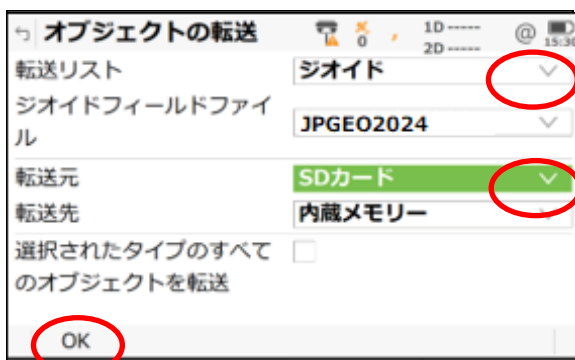 オブジェクトの転送 0 1D ----- 2D ----- @ 15:30
転送リスト ジオイド
ジオイドフィールドファイ
ル JPGEO2024
転送元 SDカード
転送先 内蔵メモリー
選択されたタイプのすべて
のオブジェクトを転送
OK